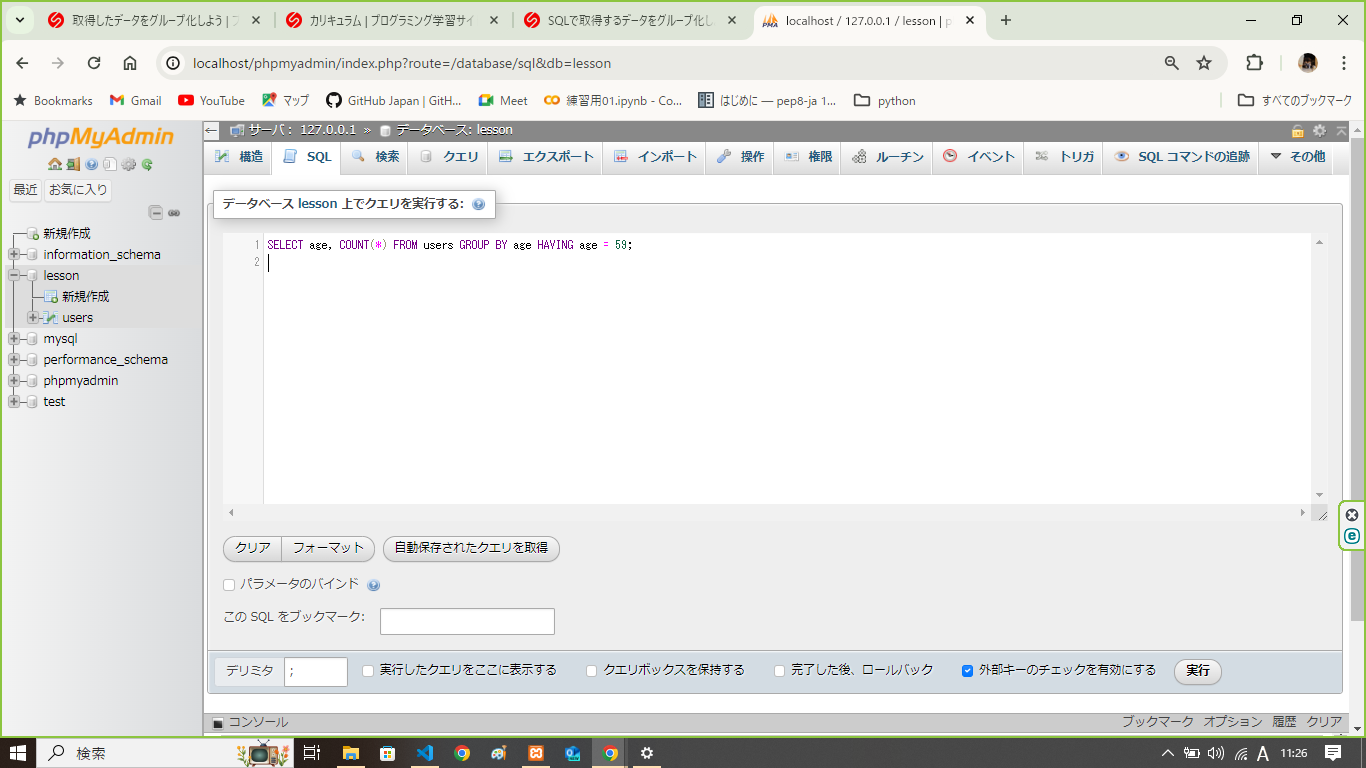 取得したデータをグループ化しよう | フ
カリキュラム | プログラミング学習サイ
SQLで取得するデータをグループ化し
localhost / 127.0.0.1 / lesson | p
localhost/phpmyadmin/index.php?route=/database/sql&db=lesson
Bookmarks
Gmail
YouTube
マップ
GitHub Japan | GitH...
Meet
練習用01.ipynb - Co...
はじめに — pep8-ja 1...
python
すべてのブックマーク
phpMyAdmin
最近
お気に入り
新規作成
information_schema
lesson
新規作成
users
mysql
performance_schema
phpmyadmin
test
サーバ: 127.0.0.1 » データベース: lesson
構造
SQL
検索
クエリ
エクスポート
インポート
操作
権限
ルーチン
イベント
トリガ
SQL コマンドの追跡
その他
データベース lesson 上でクエリを実行する:
1 SELECT age, COUNT(*) FROM users GROUP BY age HAVING age = 59;
2
クリア
フォーマット
自動保存されたクエリを取得
パラメータのバインド
この SQL をブックマーク:
デリミタ
;
実行したクエリをここに表示する
クエリボックスを保持する
完了した後、ロールバック
外部キーのチェックを有効にする
実行
コンソール
ブックマーク オプション 履歴 クリア
検索
A
11:26